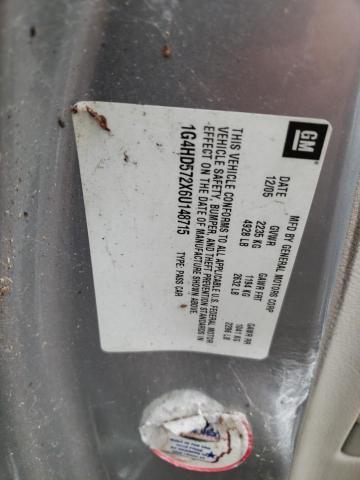 GM
MFD BY GENERAL MOTORS CORP
DATE GVWR GAWR FRT GAWR RR
12/05 2235 KG 1194 KG 1041 KG
4928 LB 2632 LB 2296 LB
THIS VEHICLE CONFORMS TO ALL APPLICABLE U.S. FEDERAL MOTOR
VEHICLE SAFETY, BUMPER, AND THEFT PREVENTION STANDARDS IN
EFFECT ON THE DATE OF MANUFACTURE SHOWN ABOVE.
1G4HD572X6U148715 TYPE: PASS CAR